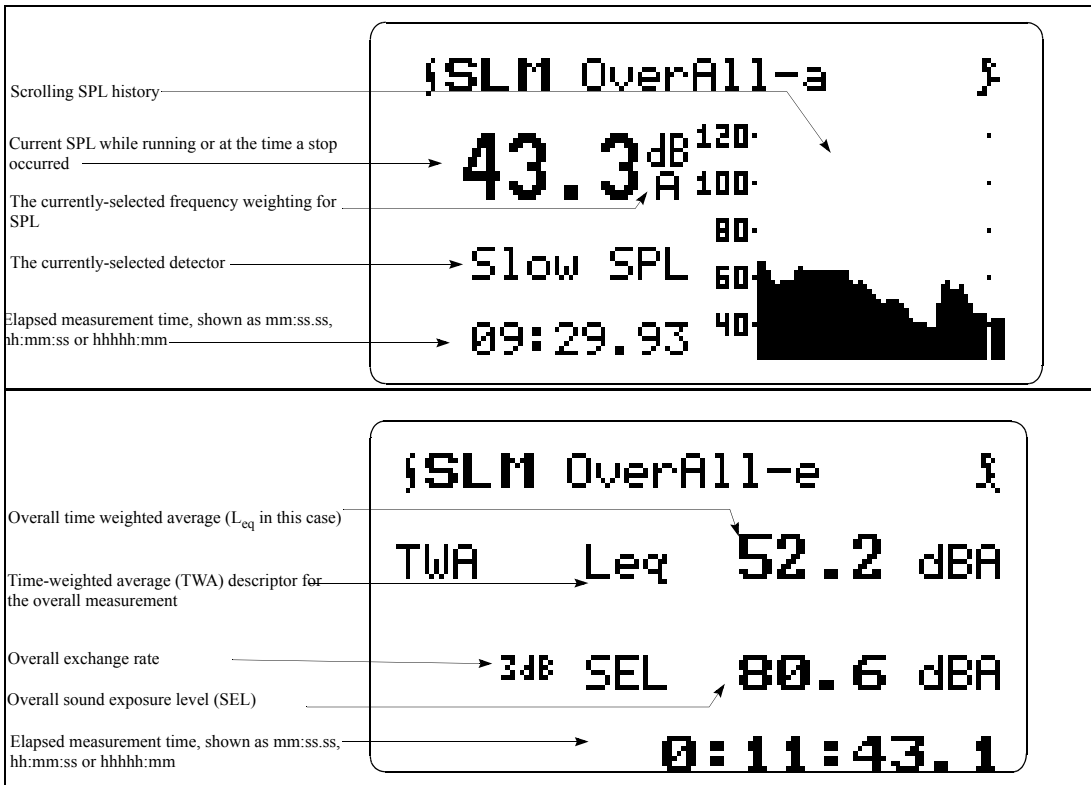 SLM OverAll-a
Scrolling SPL history
Current SPL while running or at the time a stop
occurred
43.3 dB
A
The currently-selected frequency weighting for
SPL
The currently-selected detector
Slow SPL
Elapsed measurement time, shown as mm:ss.ss,
hh:mm:ss or hhhhh:mm
09:29.93
120
100
80
60
40
SLM OverAll-e
Overall time weighted average (Leq in this case)
TWA Leq 52.2 dBA
Time-weighted average (TWA) descriptor for
the overall measurement
Overall exchange rate
3dB SEL 80.6 dBA
Overall sound exposure level (SEL)
Elapsed measurement time, shown as mm:ss.ss,
hh:mm:ss or hhhhh:mm
0:11:43.1